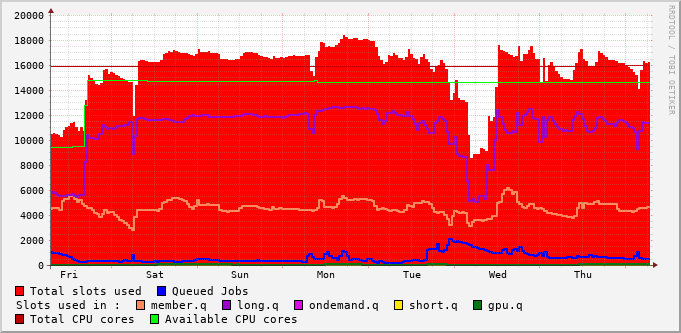 20000
18000
16000
14000
12000
10000
8000
6000
4000
2000
0
Fri Sat Sun Mon Tue Wed Thu
RRDTOOL / TOBI OETIKER
Total slots used Queued Jobs
Slots used in : member.q long.q ondemand.q short.q gpu.q
Total CPU cores Available CPU cores